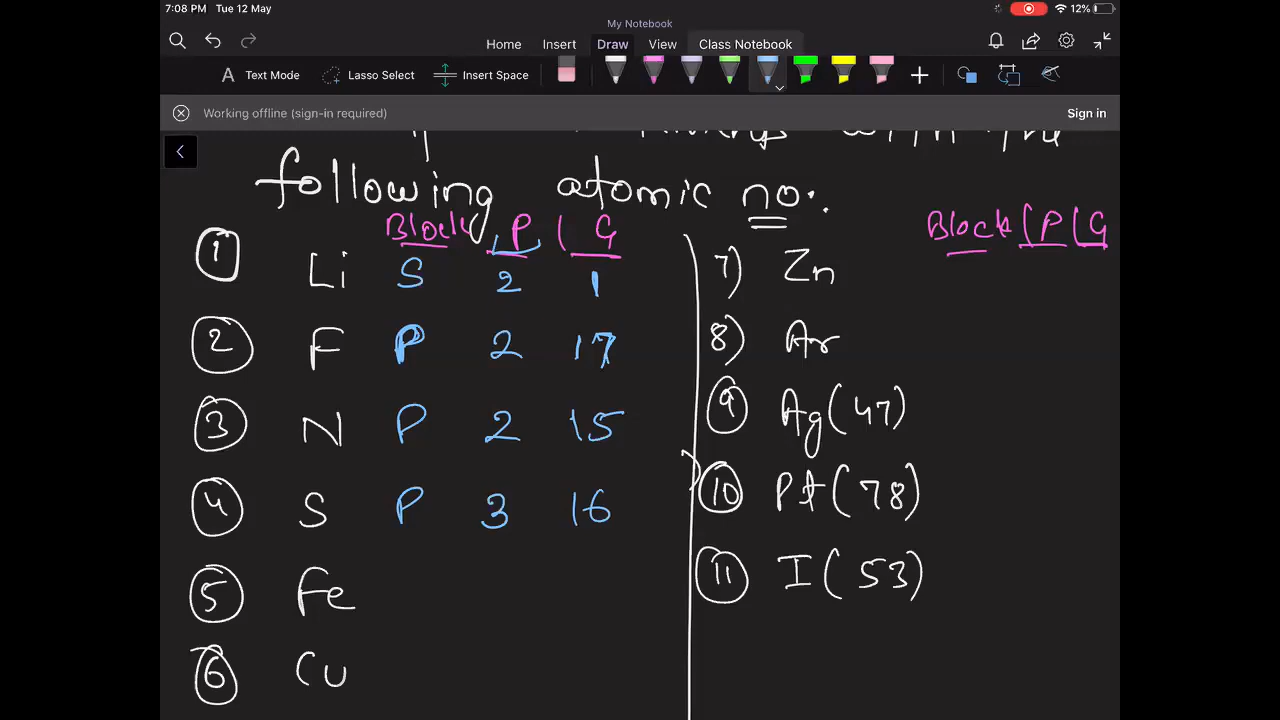 7:08 PM Tue 12 May
12%
My Notebook
Home Insert Draw View Class Notebook
Text Mode Lasso Select Insert Space
Working offline (sign-in required) Sign in
with the
following atomic no.
Block P | G
1 Li S 2 1
2 F P 2 17
3 N P 2 15
4 S P 3 16
5 Fe
6 Cu
Block | P | G
7) Zn
8) Ar
9 Ag (47)
10 Pt (78)
11 I (53)